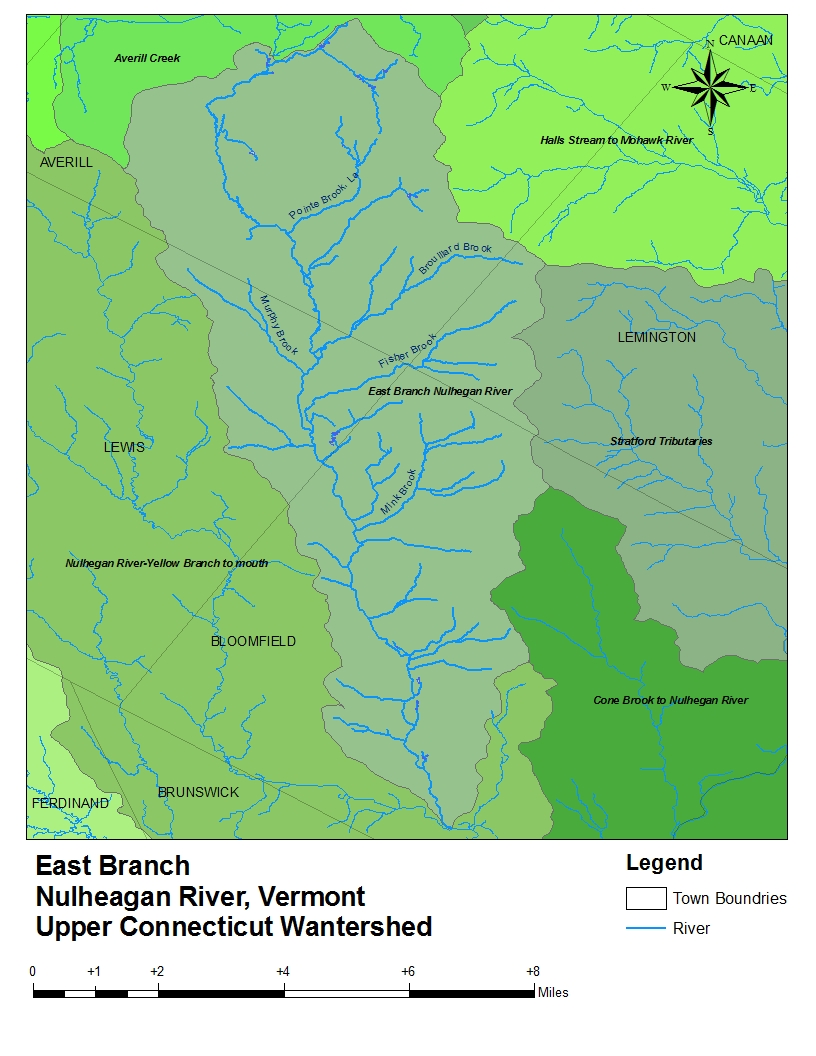 CANAAN
N
W
E
S
Averill Creek
Halls Stream to Mohawk River
AVERILL
Pointe Brook, La
Brouillard Brook
Murphy Brook
LEMINGTON
Fisher Brook
East Branch Nulhegan River
Stratford Tributaries
LEWIS
Mink Brook
Nulhegan River-Yellow Branch to mouth
BLOOMFIELD
Cone Brook to Nulhegan River
BRUNSWICK
FERDINAND
East Branch
Nulheagan River, Vermont
Upper Connecticut Wantershed
Legend
Town Boundries
River
0 +1 +2 +4 +6 +8
Miles